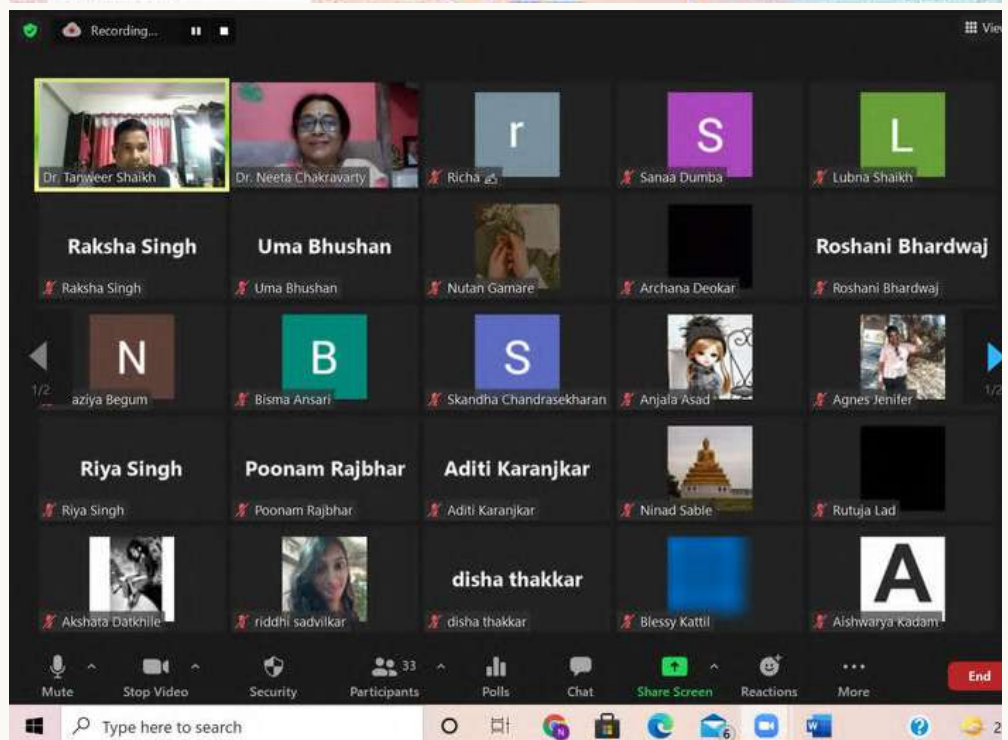 Recording...
View
Dr. Tanweer Shaikh
Dr. Neeta Chakravarty
r
Richa
S
Sanaa Dumba
L
Lubna Shaikh
Raksha Singh
Raksha Singh
Uma Bhushan
Uma Bhushan
Nutan Gamare
Archana Deokar
Roshani Bhardwaj
Roshani Bhardwaj
1/2
N
aziya Begum
B
Bisma Ansari
S
Skandha Chandrasekharan
Anjala Asad
Agnes Jenifer
1/2
Riya Singh
Riya Singh
Poonam Rajbhar
Poonam Rajbhar
Aditi Karanjkar
Aditi Karanjkar
Ninad Sable
Rutuja Lad
Akshata Datkhile
riddhi sadvilkar
disha thakkar
disha thakkar
Blessy Kattil
A
Aishwarya Kadam
33
Mute
Stop Video
Security
Participants
Polls
Chat
Share Screen
Reactions
More
End
Type here to search
N
6
W
?
2